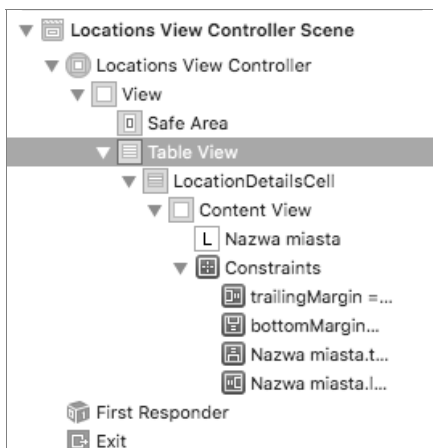 Locations View Controller Scene
Locations View Controller
View
Safe Area
Table View
LocationDetailsCell
Content View
L Nazwa miasta
Constraints
trailingMargin =...
bottomMargin...
Nazwa miasta.t...
Nazwa miasta.l...
First Responder
Exit